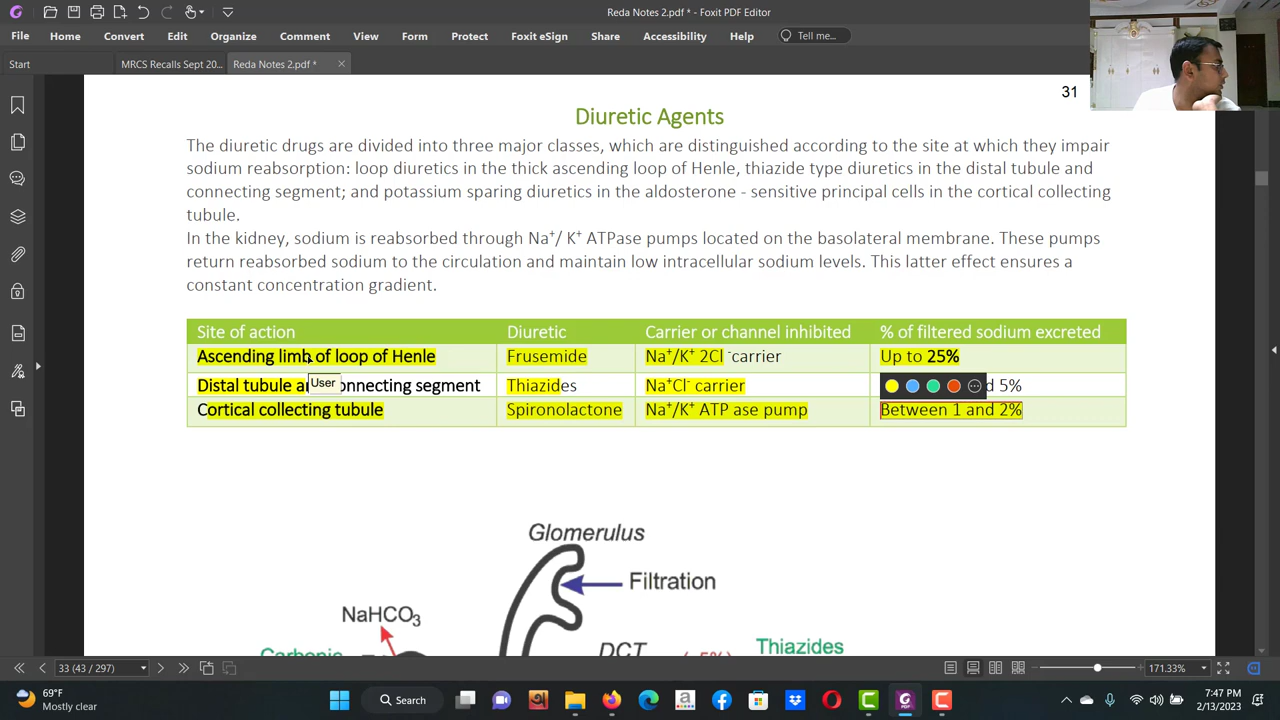 Reda Notes 2.pdf * - Foxit PDF Editor
File Home Convert Edit Organize Comment View Form Protect Foxit eSign Share Accessibility Help Tell me...
Start MRCS Recalls Sept 20... Reda Notes 2.pdf *
31
Diuretic Agents
The diuretic drugs are divided into three major classes, which are distinguished according to the site at which they impair
sodium reabsorption: loop diuretics in the thick ascending loop of Henle, thiazide type diuretics in the distal tubule and
connecting segment; and potassium sparing diuretics in the aldosterone - sensitive principal cells in the cortical collecting
tubule.
In the kidney, sodium is reabsorbed through Na⁺/ K⁺ ATPase pumps located on the basolateral membrane. These pumps
return reabsorbed sodium to the circulation and maintain low intracellular sodium levels. This latter effect ensures a
constant concentration gradient.
Site of action Diuretic Carrier or channel inhibited % of filtered sodium excreted
Ascending limb of loop of Henle Frusemide Na⁺/K⁺ 2Cl ⁻carrier Up to 25%
Distal tubule connecting segment Thiazides Na⁺Cl⁻ carrier 5%
User
Cortical collecting tubule Spironolactone Na⁺/K⁺ ATP ase pump Between 1 and 2%
Glomerulus
Filtration
NaHCO₃
DCT Thiazides
33 (43 / 297) 171.33%
69°F
Mostly clear
Search
7:47 PM
2/13/2023